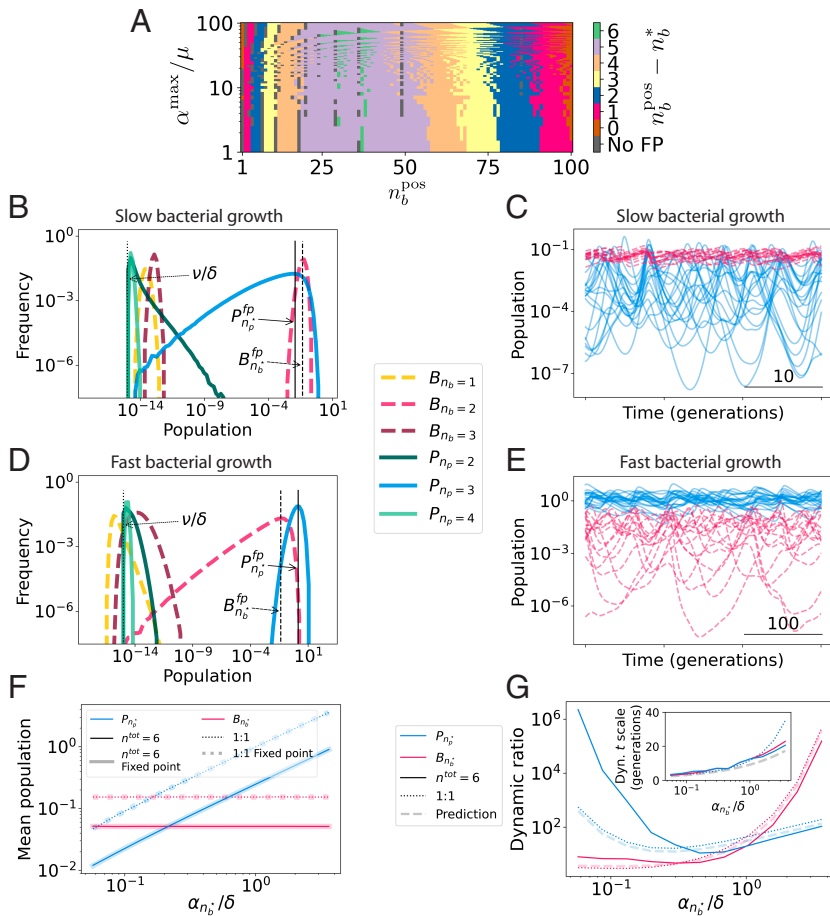 A
100
10
1
α^max/μ
1
25
50
75
100
n_b^pos
6
5
4
3
2
1
0
No FP
n_b^pos − n_b^*
B
Slow bacterial growth
10^0
10^−3
10^−6
Frequency
ν/δ
P_{n_p^*}^{fp}
B_{n_b^*}^{fp}
10^−14
10^−9
10^−4
10^1
Population
C
Slow bacterial growth
10^−1
10^−4
10^−7
Population
10
Time (generations)
B_{n_b=1}
B_{n_b=2}
B_{n_b=3}
P_{n_p=2}
P_{n_p=3}
P_{n_p=4}
D
Fast bacterial growth
10^0
10^−3
10^−6
Frequency
ν/δ
P_{n_p^*}^{fp}
B_{n_b^*}^{fp}
10^−14
10^−9
10^−4
10^1
Population
E
Fast bacterial growth
10^0
10^−3
10^−6
Population
100
Time (generations)
F
P_{n_p^*}
B_{n_b^*}
n^tot = 6
1:1
n^tot = 6
Fixed point
1:1 Fixed point
10^0
10^−1
10^−2
Mean population
10^−1
10^0
α_{n_b^*}/δ
P_{n_p^*}
B_{n_b^*}
n^tot = 6
1:1
Prediction
G
10^6
10^4
10^2
Dynamic ratio
Dyn. t scale
(generations)
40
20
0
10^−1
10^0
α_{n_b^*}/δ
10^−1
10^0
α_{n_b^*}/δ